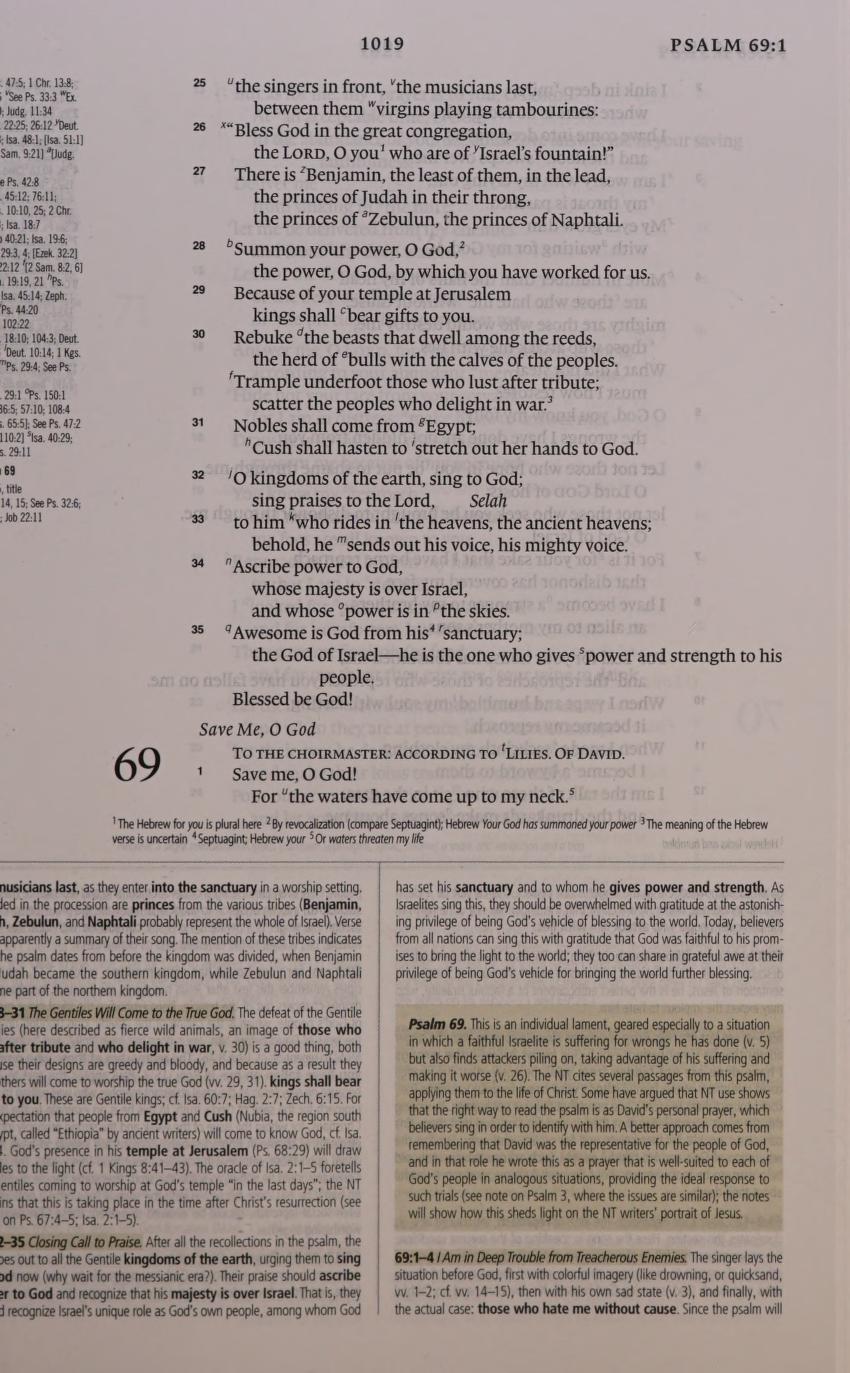 1019
PSALM 69:1
47:5; 1 Chr. 13:8;
See Ps. 33:3 Ex.
Judg. 11:34
22:25; 26:12 Deut.
; Isa. 48:1; [Isa. 51:1]
Sam. 9:21] Judg.
e Ps. 42:8
45:12; 76:11;
10:10, 25; 2 Chr.
; Isa. 18:7
40:21; Isa. 19:6;
29:3, 4; [Ezek. 32:2]
22:12 [2 Sam. 8:2, 6]
19:19, 21 Ps.
Isa. 45:14; Zeph.
Ps. 44:20
102:22
18:10; 104:3; Deut.
Deut. 10:14; 1 Kgs.
Ps. 29:4; See Ps.
29:1 Ps. 150:1
36:5; 57:10; 108:4
65:5]; See Ps. 47:2
110:2] Isa. 40:29;
s. 29:11
69
, title
14, 15; See Ps. 32:6;
Job 22:11
25 u the singers in front, v the musicians last,
between them w virgins playing tambourines:
26 x “Bless God in the great congregation,
the LORD, O you1 who are of y Israel’s fountain!”
27 There is z Benjamin, the least of them, in the lead,
the princes of Judah in their throng,
the princes of a Zebulun, the princes of Naphtali.
28 b Summon your power, O God,2
the power, O God, by which you have worked for us.
29 Because of your temple at Jerusalem
kings shall c bear gifts to you.
30 Rebuke d the beasts that dwell among the reeds,
the herd of e bulls with the calves of the peoples.
f Trample underfoot those who lust after tribute;
scatter the peoples who delight in war.3
31 Nobles shall come from g Egypt;
h Cush shall hasten to i stretch out her hands to God.
32 j O kingdoms of the earth, sing to God;
sing praises to the Lord, Selah
33 to him k who rides in l the heavens, the ancient heavens;
behold, he m sends out his voice, his mighty voice.
34 n Ascribe power to God,
whose majesty is over Israel,
and whose o power is in p the skies.
35 q Awesome is God from his4 r sanctuary;
the God of Israel—he is the one who gives s power and strength to his
people.
Blessed be God!
Save Me, O God
69 TO THE CHOIRMASTER: ACCORDING TO t LILIES. OF DAVID.
1 Save me, O God!
For u the waters have come up to my neck.5
1 The Hebrew for you is plural here 2 By revocalization (compare Septuagint); Hebrew Your God has summoned your power 3 The meaning of the Hebrew
verse is uncertain 4 Septuagint; Hebrew your 5 Or waters threaten my life
nusicians last, as they enter into the sanctuary in a worship setting.
led in the procession are princes from the various tribes (Benjamin,
h, Zebulun, and Naphtali probably represent the whole of Israel). Verse
apparently a summary of their song. The mention of these tribes indicates
he psalm dates from before the kingdom was divided, when Benjamin
udah became the southern kingdom, while Zebulun and Naphtali
ne part of the northern kingdom.
8–31 The Gentiles Will Come to the True God. The defeat of the Gentile
ies (here described as fierce wild animals, an image of those who
after tribute and who delight in war, v. 30) is a good thing, both
use their designs are greedy and bloody, and because as a result they
thers will come to worship the true God (vv. 29, 31). kings shall bear
to you. These are Gentile kings; cf. Isa. 60:7; Hag. 2:7; Zech. 6:15. For
xpectation that people from Egypt and Cush (Nubia, the region south
ypt, called “Ethiopia” by ancient writers) will come to know God, cf. Isa.
. God’s presence in his temple at Jerusalem (Ps. 68:29) will draw
les to the light (cf. 1 Kings 8:41–43). The oracle of Isa. 2:1–5 foretells
entiles coming to worship at God’s temple “in the last days”; the NT
ins that this is taking place in the time after Christ’s resurrection (see
on Ps. 67:4–5; Isa. 2:1–5).
2–35 Closing Call to Praise. After all the recollections in the psalm, the
oes out to all the Gentile kingdoms of the earth, urging them to sing
od now (why wait for the messianic era?). Their praise should ascribe
er to God and recognize that his majesty is over Israel. That is, they
d recognize Israel’s unique role as God’s own people, among whom God
has set his sanctuary and to whom he gives power and strength. As
Israelites sing this, they should be overwhelmed with gratitude at the astonish-
ing privilege of being God’s vehicle of blessing to the world. Today, believers
from all nations can sing this with gratitude that God was faithful to his prom-
ises to bring the light to the world; they too can share in grateful awe at their
privilege of being God’s vehicle for bringing the world further blessing.
Psalm 69. This is an individual lament, geared especially to a situation
in which a faithful Israelite is suffering for wrongs he has done (v. 5)
but also finds attackers piling on, taking advantage of his suffering and
making it worse (v. 26). The NT cites several passages from this psalm,
applying them to the life of Christ. Some have argued that NT use shows
that the right way to read the psalm is as David’s personal prayer, which
believers sing in order to identify with him. A better approach comes from
remembering that David was the representative for the people of God,
and in that role he wrote this as a prayer that is well-suited to each of
God’s people in analogous situations, providing the ideal response to
such trials (see note on Psalm 3, where the issues are similar); the notes
will show how this sheds light on the NT writers’ portrait of Jesus.
69:1–4 I Am in Deep Trouble from Treacherous Enemies. The singer lays the
situation before God, first with colorful imagery (like drowning, or quicksand,
vv. 1–2; cf. vv. 14–15), then with his own sad state (v. 3), and finally, with
the actual case: those who hate me without cause. Since the psalm will